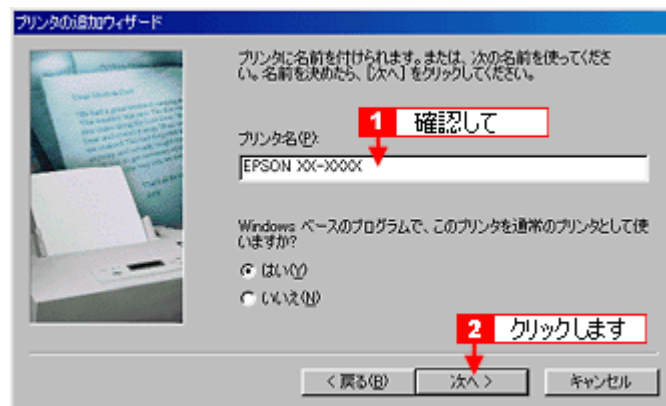 プリンタの追加ウィザード
プリンタに名前を付けられます。または、次の名前を使ってくださ
い。名前を決めたら、[次へ] をクリックしてください。
1 確認して
プリンタ名(P):
EPSON XX-XXXX
Windows ベースのプログラムで、このプリンタを通常のプリンタとして使
いますか?
はい(Y)
いいえ(N)
2 クリックします
< 戻る(B)
次へ >
キャンセル